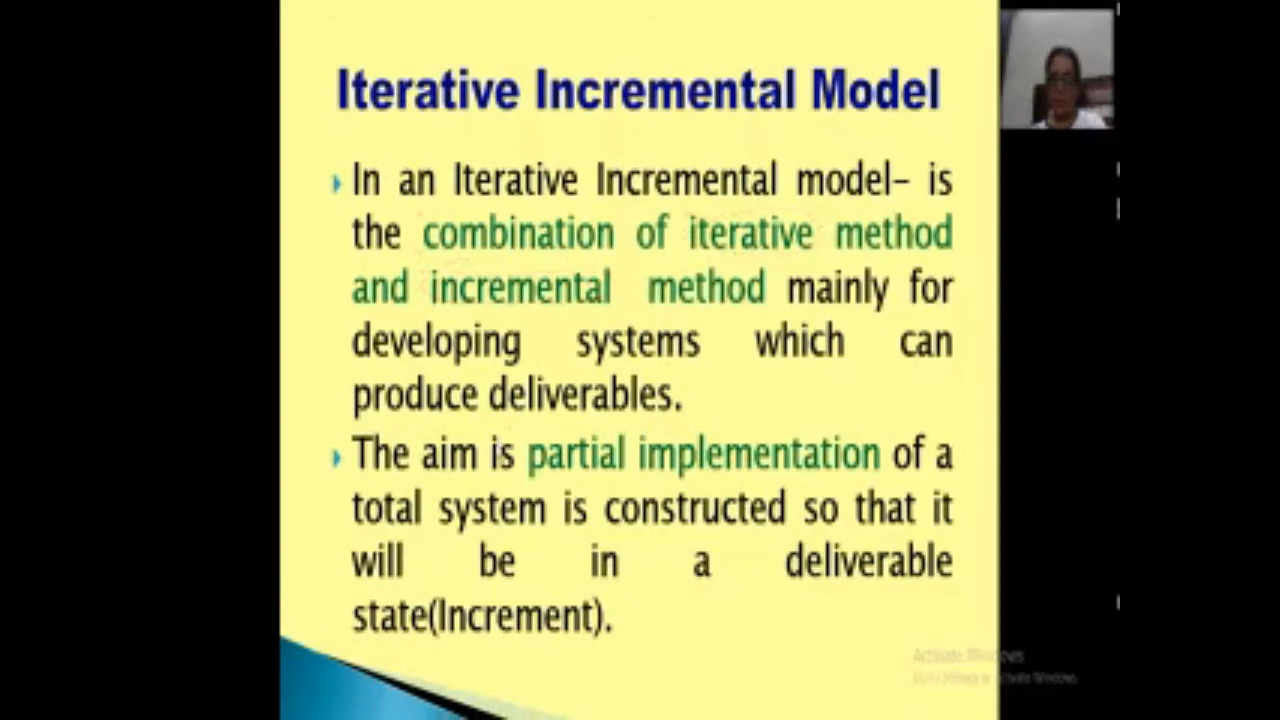 Iterative Incremental Model
In an Iterative Incremental model– is
the combination of iterative method
and incremental method mainly for
developing systems which can
produce deliverables.
The aim is partial implementation of a
total system is constructed so that it
will be in a deliverable
state(Increment).
Activate Windows
Go to Settings to activate Windows.